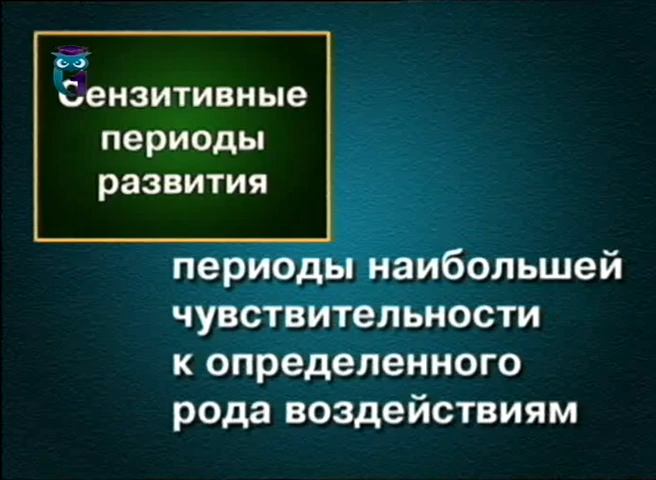 Сензитивные
периоды
развития
периоды наибольшей
чувствительности
к определенного
рода воздействиям